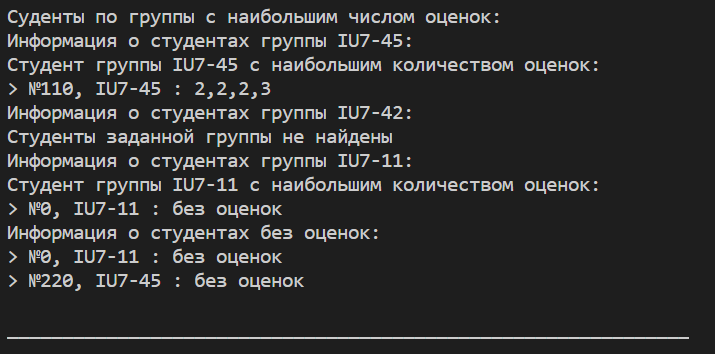 Суденты по группы с наибольшим числом оценок:
Информация о студентах группы IU7-45:
Студент группы IU7-45 с наибольшим количеством оценок:
> №110, IU7-45 : 2,2,2,3
Информация о студентах группы IU7-42:
Студенты заданной группы не найдены
Информация о студентах группы IU7-11:
Студент группы IU7-11 с наибольшим количеством оценок:
> №0, IU7-11 : без оценок
Информация о студентах без оценок:
> №0, IU7-11 : без оценок
> №220, IU7-45 : без оценок